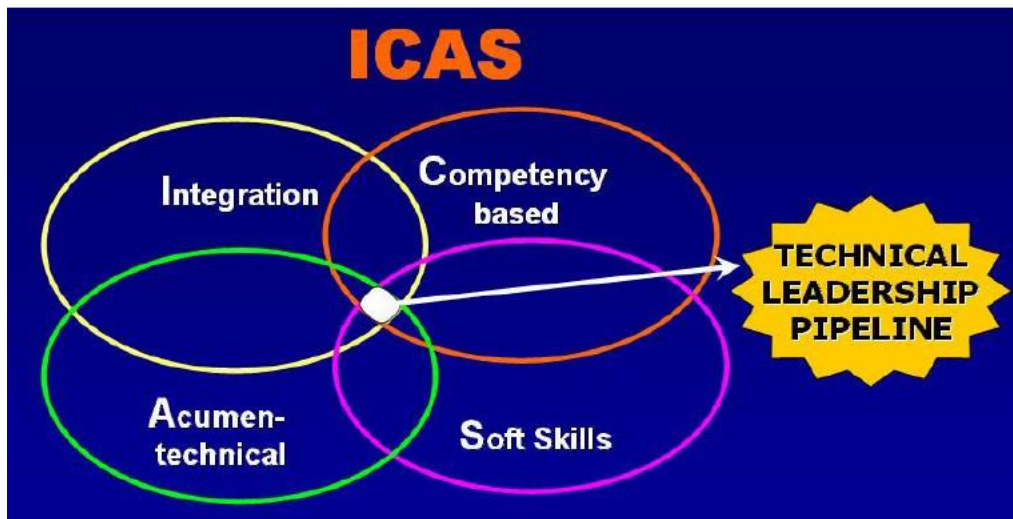 ICAS
Integration
Competency
based
Acumen-
technical
Soft Skills
TECHNICAL
LEADERSHIP
PIPELINE